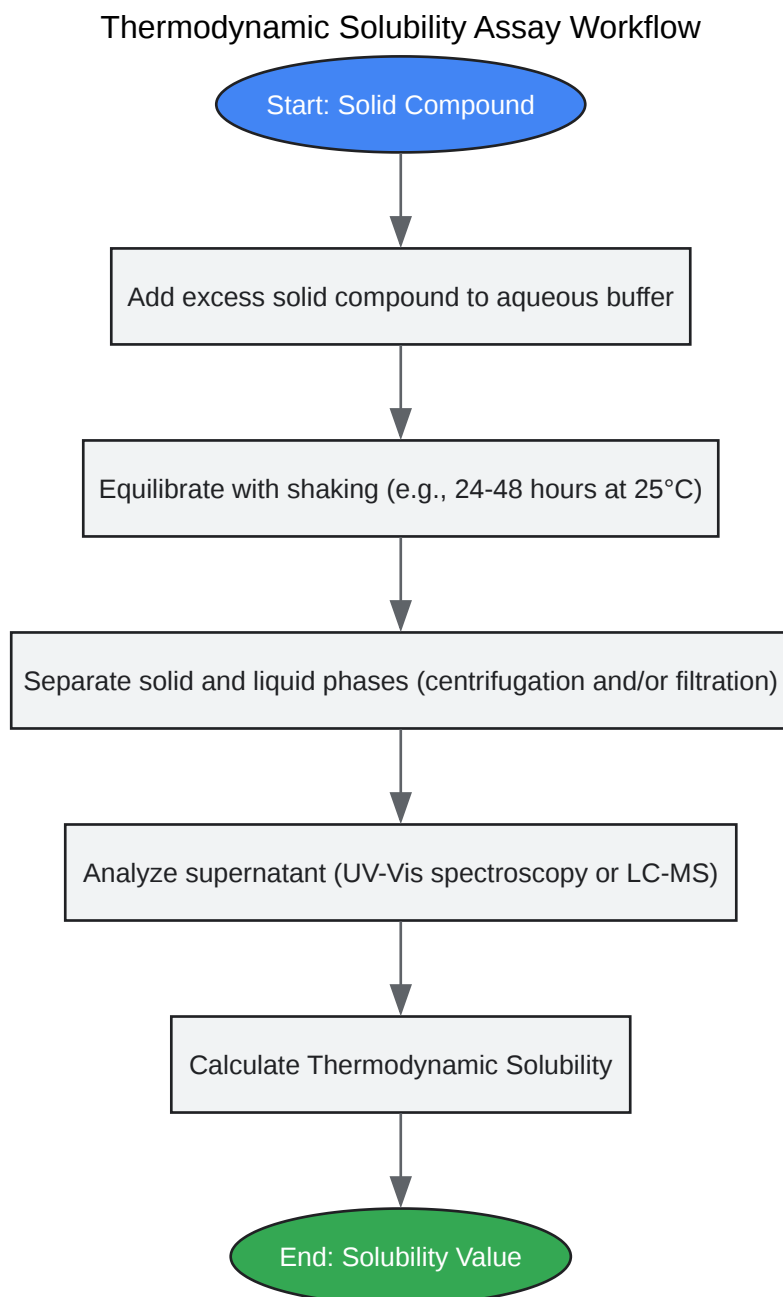 Thermodynamic Solubility Assay Workflow
Start: Solid Compound
Add excess solid compound to aqueous buffer
Equilibrate with shaking (e.g., 24-48 hours at 25°C)
Separate solid and liquid phases (centrifugation and/or filtration)
Analyze supernatant (UV-Vis spectroscopy or LC-MS)
Calculate Thermodynamic Solubility
End: Solubility Value